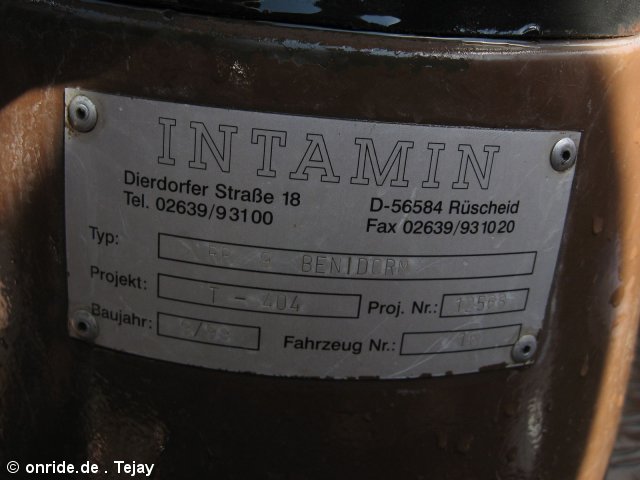 INTAMIN
Dierdorfer Straße 18 D-56584 Rüscheid
Tel. 02639/93100 Fax 02639/931020
Typ: 9 BENIDORM
Projekt: T - 404 Proj. Nr.:
Baujahr: Fahrzeug Nr.:
© onride.de . Tejay